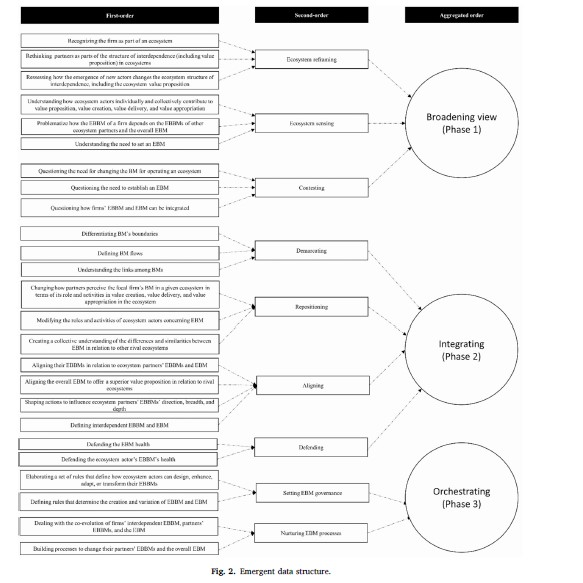 First-order
Second-order
Aggregated order
Recognizing the firm as part of an ecosystem
Rethinking partners as parts of the structure of interdependence (including value
proposition) in ecosystems
Reassessing how the emergence of new actors changes the ecosystem structure of
interdependence, including the ecosystem value proposition
Ecosystem reframing
Understanding how ecosystem actors individually and collectively contribute to
value proposition, value creation, value delivery, and value appropriation
Problematize how the EBBM of a firm depends on the EBBMs of other
ecosystem partners and the overall EBM
Understanding the need to set an EBM
Ecosystem sensing
Questioning the need for changing the BM for operating an ecosystem
Questioning the need to establish an EBM
Questioning how firms' EBBM and EBM can be integrated
Contesting
Broadening view
(Phase 1)
Differentiating BM's boundaries
Defining BM flows
Understanding the links among BMs
Demarcating
Changing how partners perceive the focal firm's BM in a given ecosystem in
terms of its role and activities in value creation, value delivery, and value
appropriation in the ecosystem
Modifying the roles and activities of ecosystem actors concerning EBM
Creating a collective understanding of the differences and similarities between
EBM in relation to other rival ecosystems
Repositioning
Aligning their EBBMs in relation to ecosystem partners' EBBMs and EBM
Aligning the overall EBM to offer a superior value proposition in relation to rival
ecosystems
Shaping actions to influence ecosystem partners' EBBMs' direction, breadth, and
depth
Defining interdependent EBBM and EBM
Aligning
Defending the EBM health
Defending the ecosystem actor's EBBM's health
Defending
Integrating
(Phase 2)
Elaborating a set of rules that define how ecosystem actors can design, enhance,
adapt, or transform their EBBMs
Defining rules that determine the creation and variation of EBBM and EBM
Setting EBM governance
Dealing with the co-evolution of firms' interdependent EBBM, partners'
EBBMs, and the EBM
Building processes to change their partners' EBBMs and the overall EBM
Nurturing EBM processes
Orchestrating
(Phase 3)
Fig. 2. Emergent data structure.